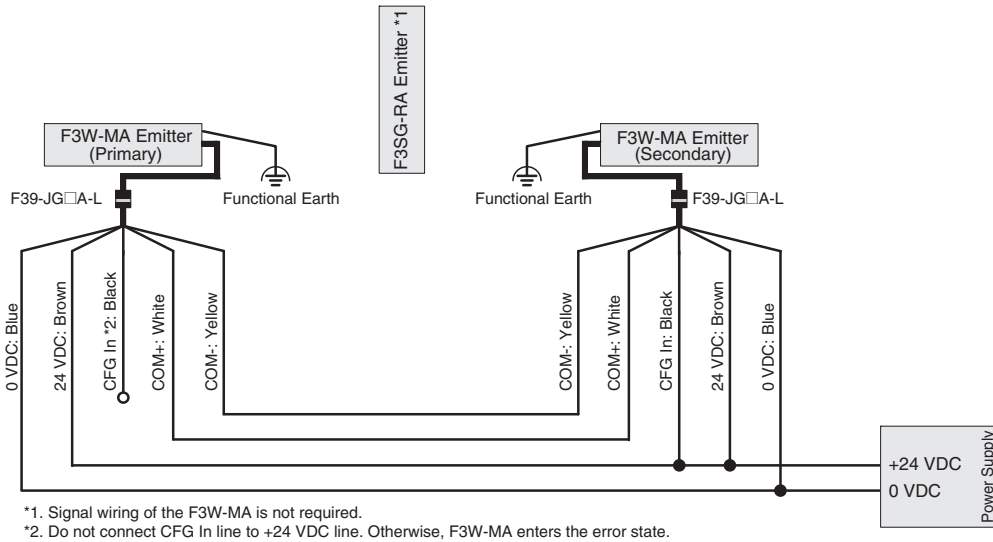 F3SG-RA Emitter *1
F3W-MA Emitter
(Primary)
F3W-MA Emitter
(Secondary)
F39-JG□A-L
Functional Earth
Functional Earth
F39-JG□A-L
0 VDC: Blue
24 VDC: Brown
CFG In *2: Black
COM+: White
COM-: Yellow
COM-: Yellow
COM+: White
CFG In: Black
24 VDC: Brown
0 VDC: Blue
+24 VDC
0 VDC
Power Supply
*1. Signal wiring of the F3W-MA is not required.
*2. Do not connect CFG In line to +24 VDC line. Otherwise, F3W-MA enters the error state.